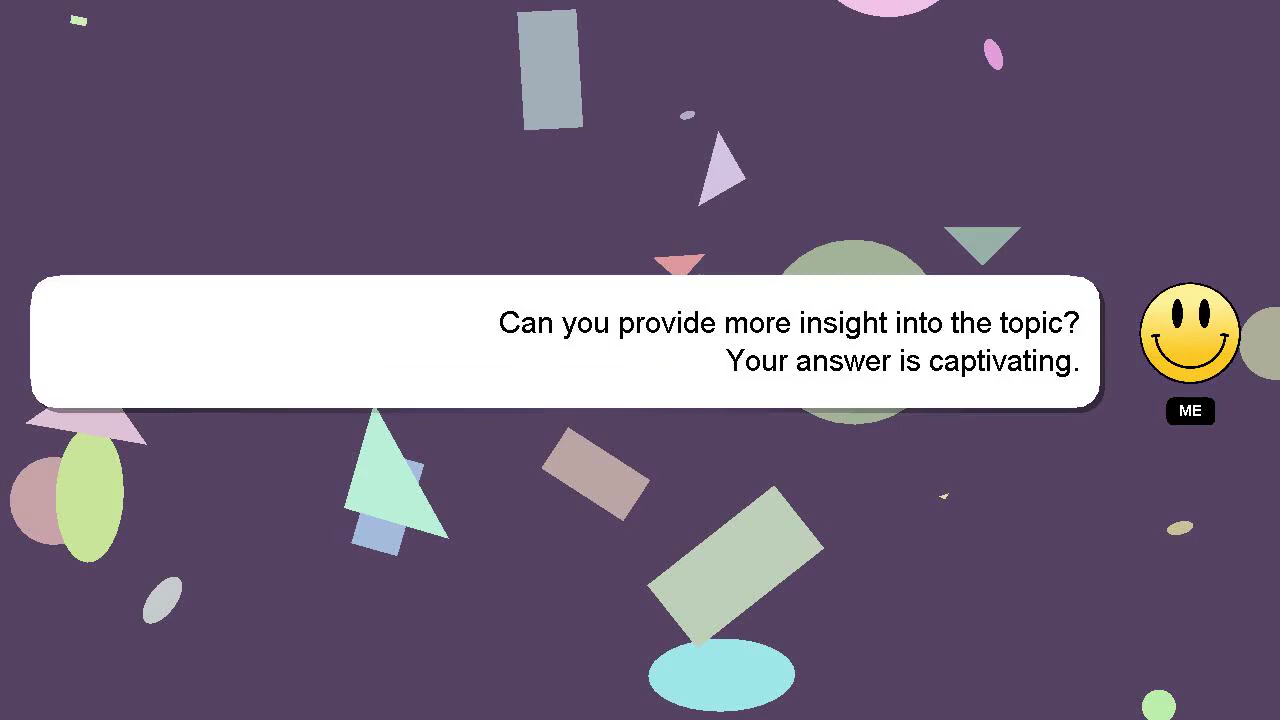 Can you provide more insight into the topic?
Your answer is captivating.
ME